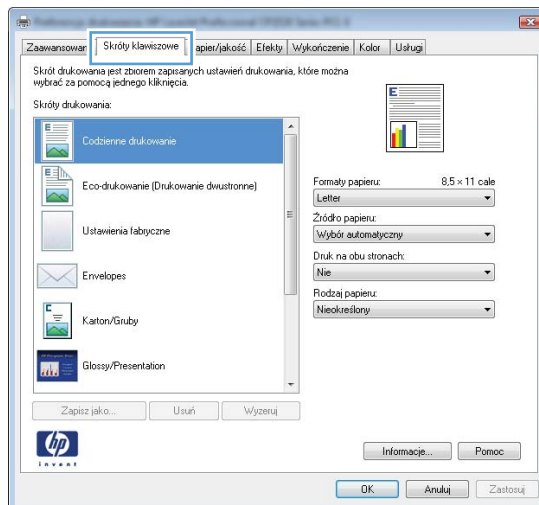 Zaawansowan Skróty klawiszowe apier/jakość Efekty Wykończenie Kolor Usługi
Skrót drukowania jest zbiorem zapisanych ustawień drukowania, które można
wybrać za pomocą jednego kliknięcia.
Skróty drukowania:
Codzienne drukowanie
Eco-drukowanie (Drukowanie dwustronne)
Ustawienia fabryczne
Envelopes
Karton/Gruby
Glossy/Presentation
Zapisz jako... Usuń Wyzeruj
E
Formaty papieru: 8,5 × 11 cale
Letter
Źródło papieru:
Wybór automatyczny
Druk na obu stronach:
Nie
Rodzaj papieru:
Nieokreślony
hp
invent
Informacje... Pomoc
OK Anuluj Zastosuj